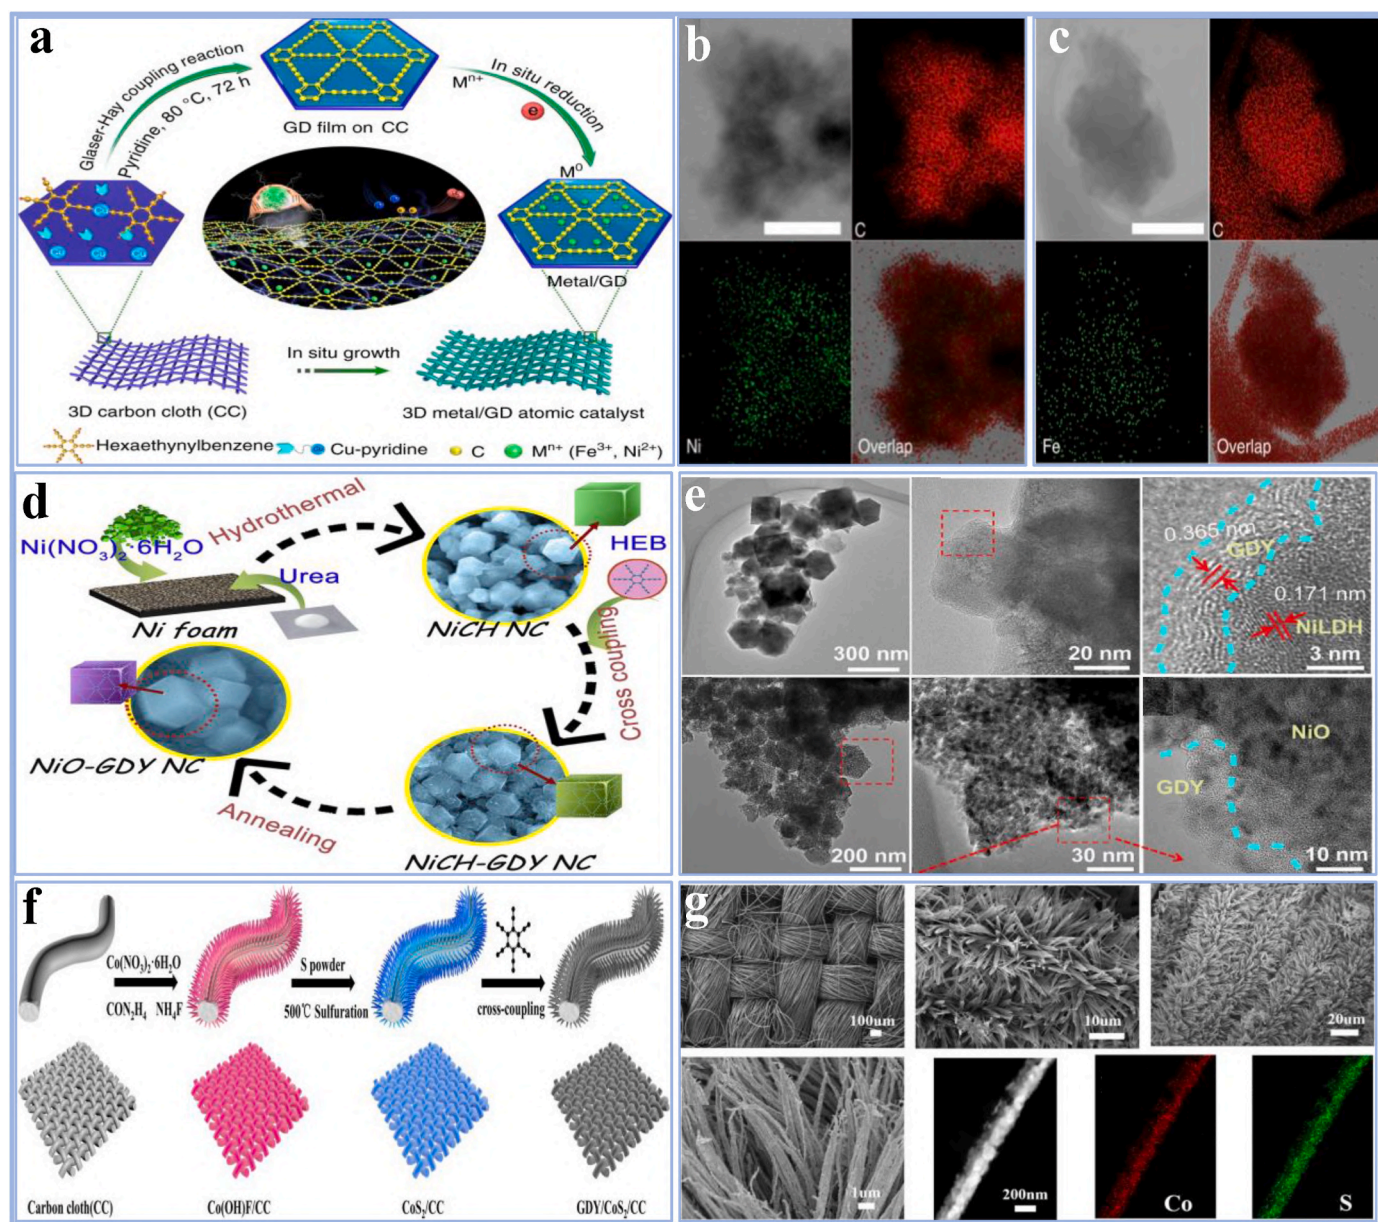 a
Glaser-Hay coupling reaction
Pyridine, 80 °C, 72 h
GD film on CC
Mⁿ⁺
In situ reduction
e
M⁰
Metal/GD
In situ growth
3D carbon cloth (CC)
3D metal/GD atomic catalyst
Hexaethynylbenzene
Cu-pyridine
C
Mⁿ⁺ (Fe³⁺, Ni²⁺)
b
C
Ni
Overlap
c
C
Fe
Overlap
d
Hydrothermal
Ni(NO₃)₂·6H₂O
Urea
Ni foam
NiCH NC
HEB
Cross coupling
NiO-GDY NC
Annealing
NiCH-GDY NC
e
300 nm
20 nm
0.365 nm
GDY
0.171 nm
NiLDH
3 nm
200 nm
30 nm
NiO
GDY
10 nm
f
Co(NO₃)₂·6H₂O
CON₂H₄ NH₄F
S powder
500℃ Sulfuration
cross-coupling
Carbon cloth(CC)
Co(OH)F/CC
CoS₂/CC
GDY/CoS₂/CC
g
100um
10um
20um
1um
200nm
Co
S